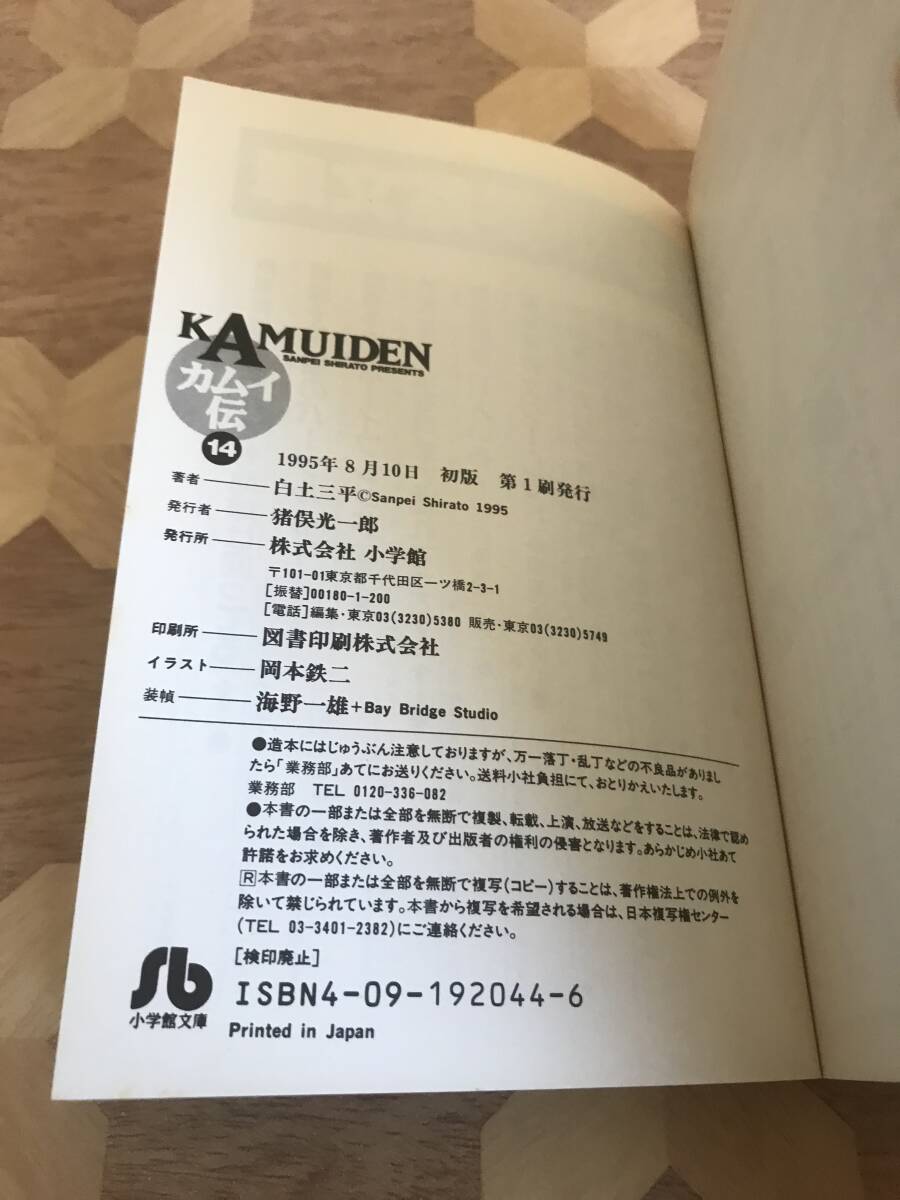 KAMUIDEN
SANPEI SHIRATO PRESENTS
カムイ
伝
14
1995年8月10日 初版 第1刷発行
著者——白土三平©Sanpei Shirato 1995
発行者——猪俣光一郎
発行所——株式会社 小学館
〒101-01東京都千代田区一ツ橋2-3-1
[振替]00180-1-200
[電話]編集・東京03(3230)5380 販売・東京03(3230)5749
印刷所——図書印刷株式会社
イラスト——岡本鉄二
装幀——海野一雄+Bay Bridge Studio
●造本にはじゅうぶん注意しておりますが、万一落丁・乱丁などの不良品がありまし
たら「業務部」あてにお送りください。送料小社負担にて、おとりかえいたします。
業務部 TEL 0120-336-082
●本書の一部または全部を無断で複製、転載、上演、放送などをすることは、法律で認め
られた場合を除き、著作者及び出版者の権利の侵害となります。あらかじめ小社あて
許諾をお求めください。
R本書の一部または全部を無断で複写(コピー)することは、著作権法上での例外を
除いて禁じられています。本書から複写を希望される場合は、日本複写権センター
(TEL 03-3401-2382)にご連絡ください。
[検印廃止]
Sb
小学館文庫
ISBN4-09-192044-6
Printed in Japan